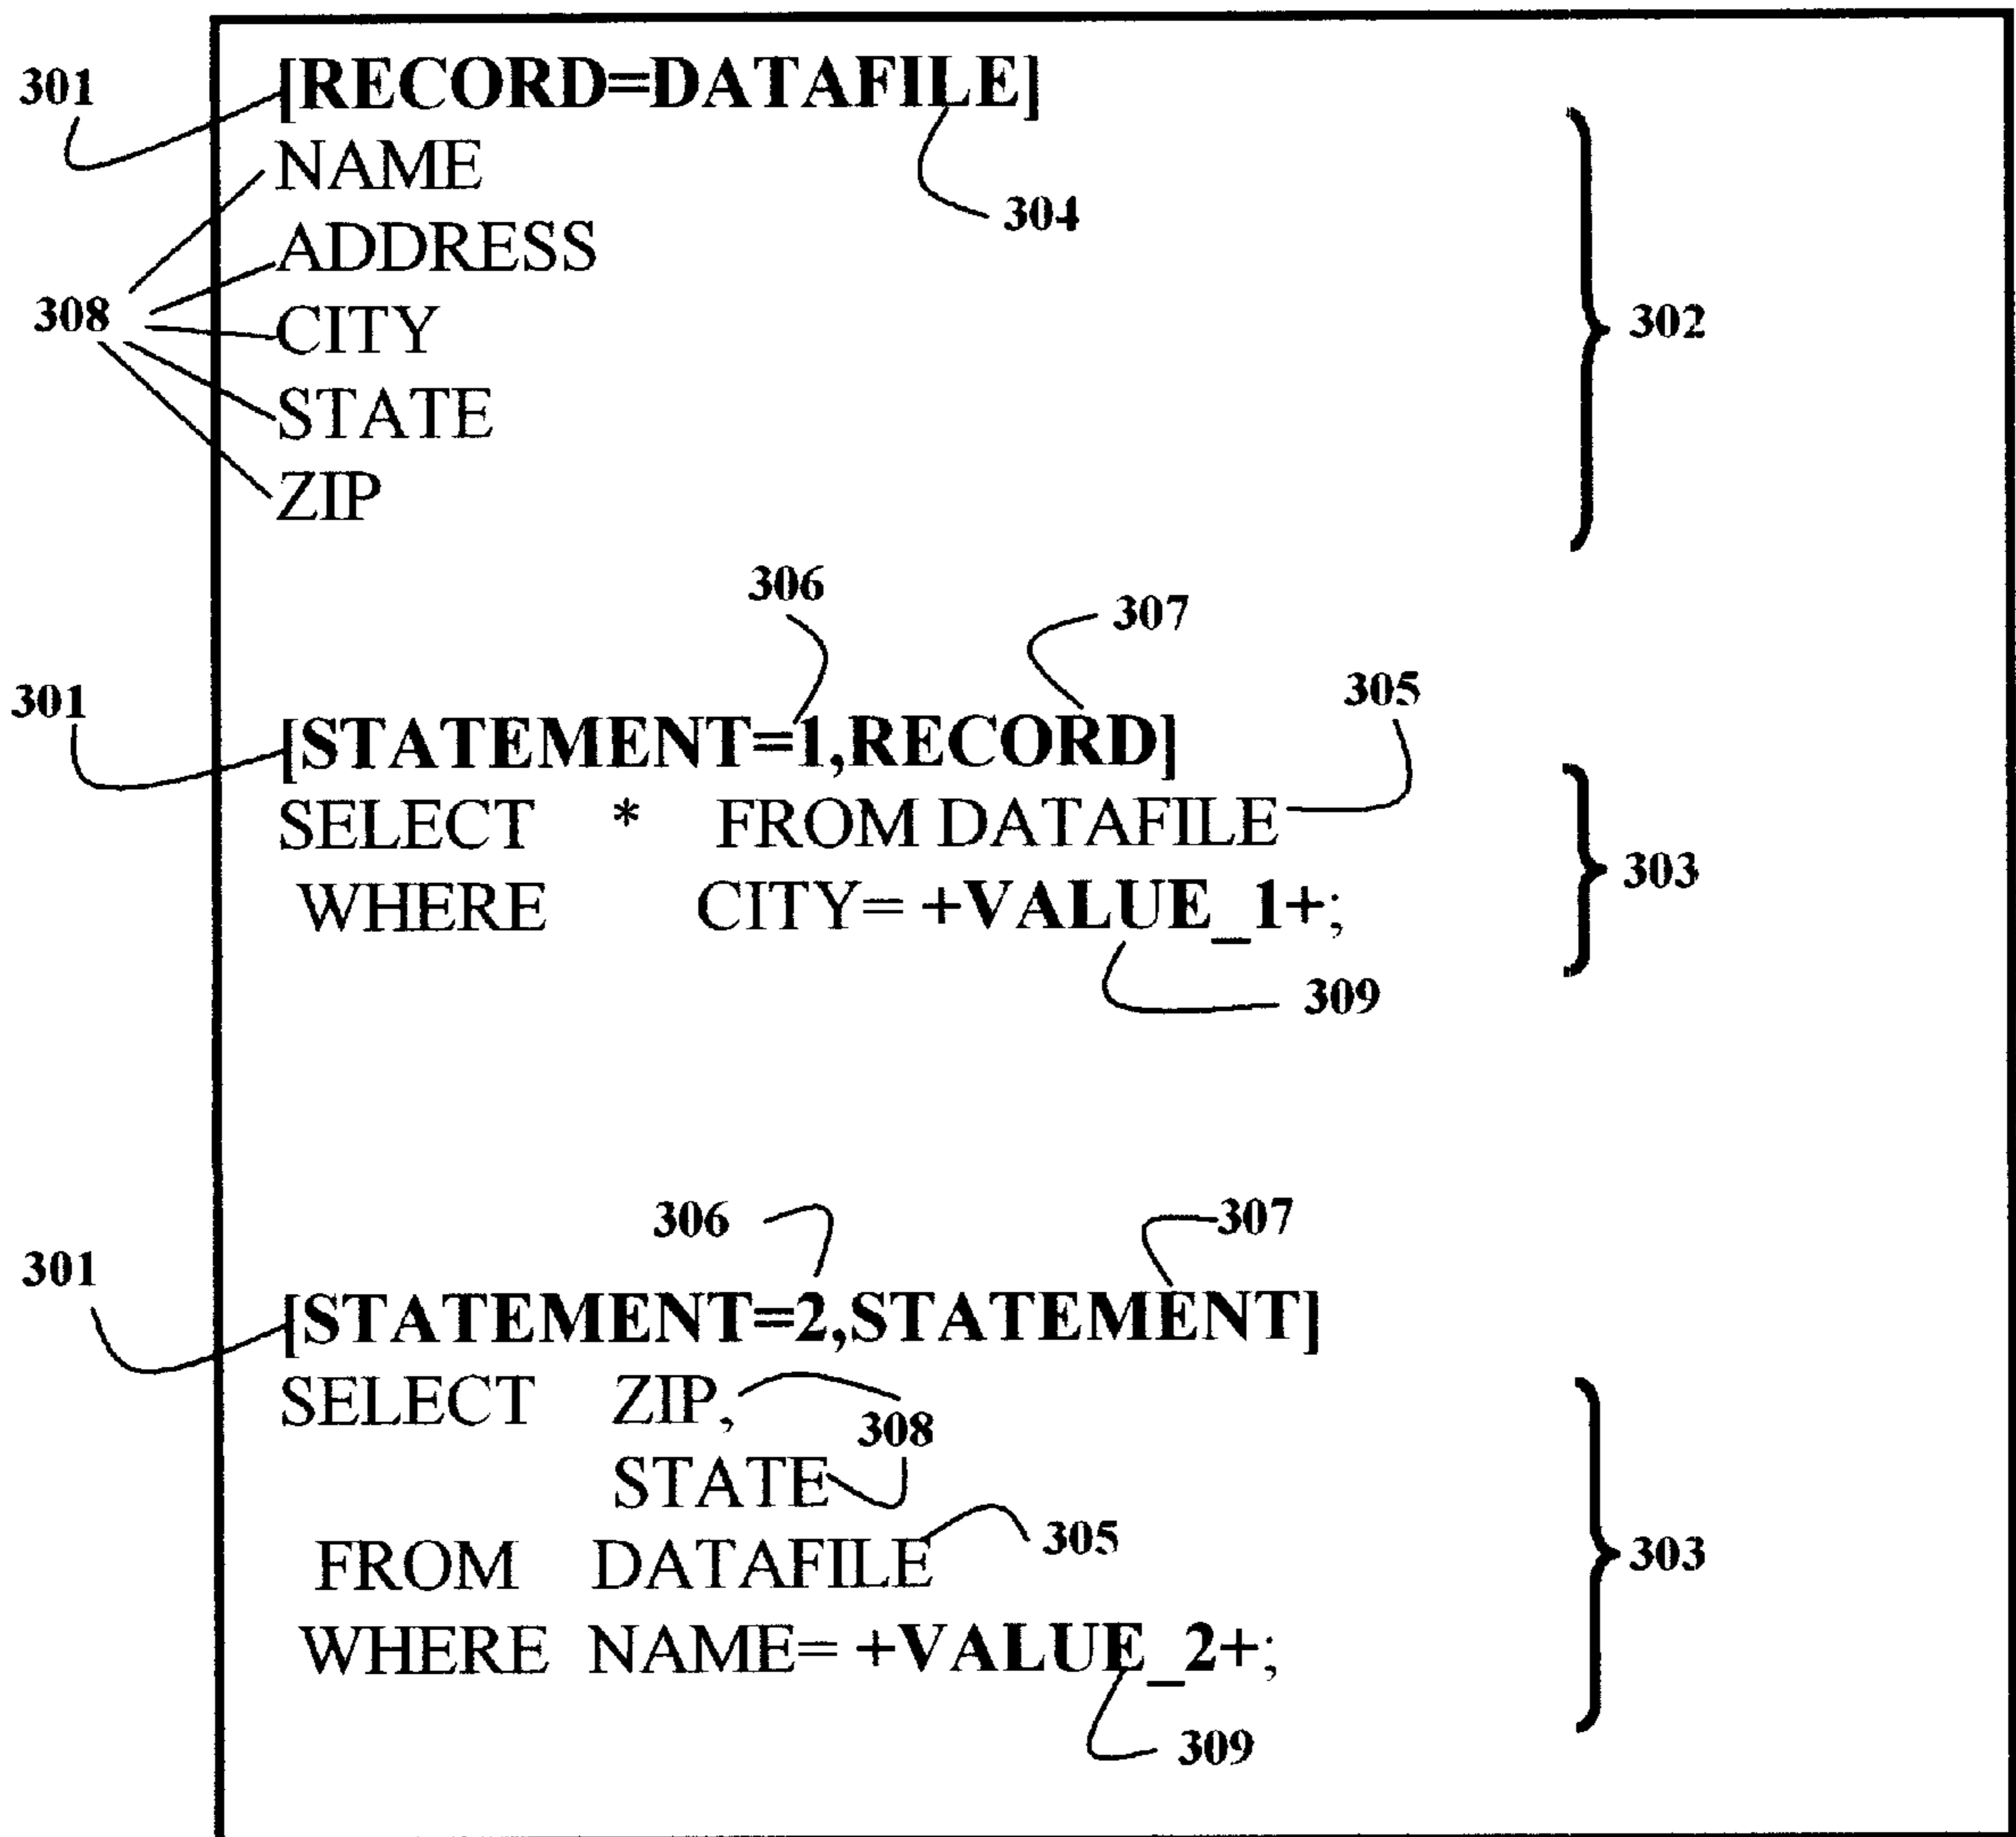 301 [RECORD=DATAFILE]
NAME
304
ADDRESS
308 CITY 302
STATE
ZIP
306
307
301 305
[STATEMENT=1,RECORD]
SELECT * FROM DATAFILE
303
WHERE CITY= +VALUE_1+;
309
306 307
301
[STATEMENT=2,STATEMENT]
SELECT ZIP,
308
STATE
305
FROM DATAFILE 303
WHERE NAME= +VALUE_2+;
309